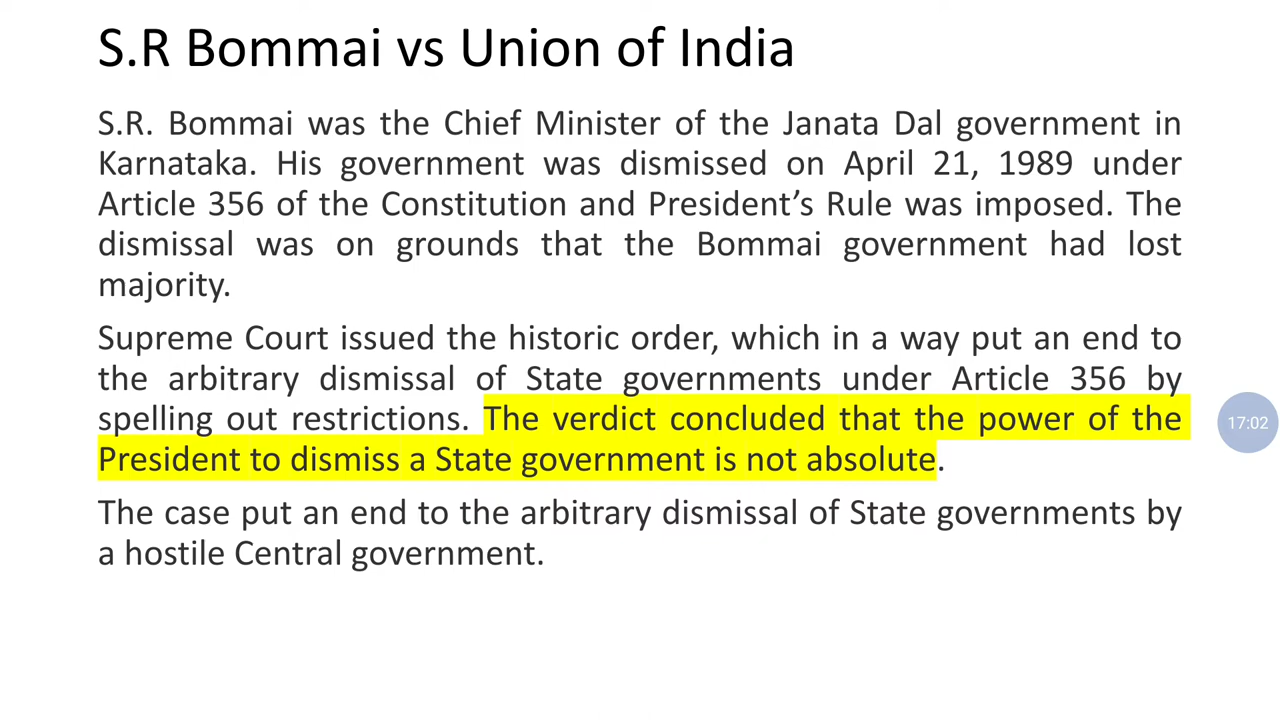 S.R Bommai vs Union of India
S.R. Bommai was the Chief Minister of the Janata Dal government in
Karnataka. His government was dismissed on April 21, 1989 under
Article 356 of the Constitution and President’s Rule was imposed. The
dismissal was on grounds that the Bommai government had lost
majority.
Supreme Court issued the historic order, which in a way put an end to
the arbitrary dismissal of State governments under Article 356 by
spelling out restrictions. The verdict concluded that the power of the
President to dismiss a State government is not absolute.
17:02
The case put an end to the arbitrary dismissal of State governments by
a hostile Central government.